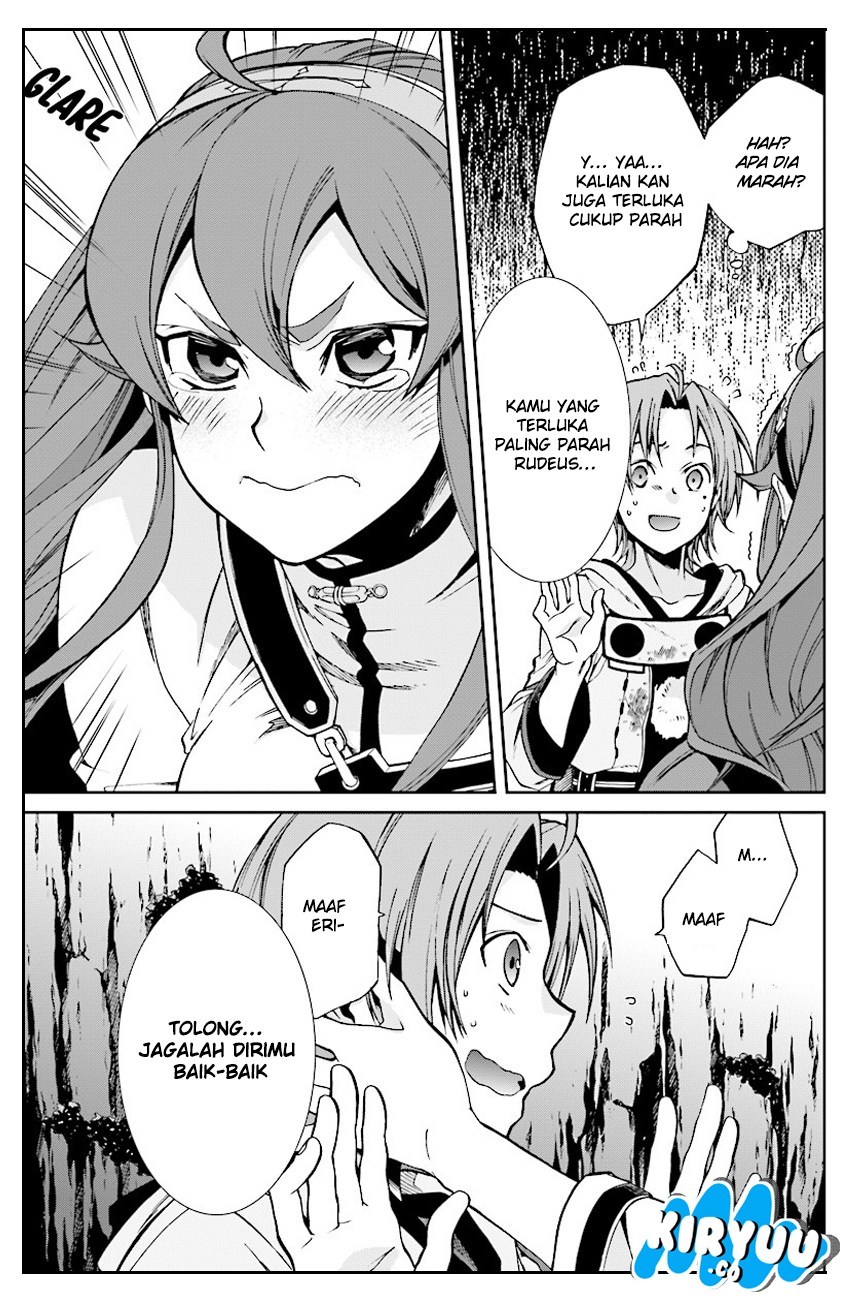 HAH?
APA DIA
MARAH?
Y... YAA...
KALIAN KAN
JUGA TERLUKA
CUKUP PARAH
KAMU YANG
TERLUKA
PALING PARAH
RUDEUS...
GLARE
M...
MAAF
MAAF
ERI-
TOLONG...
JAGALAH DIRIMU
BAIK-BAIK
KIRYUU
.CO